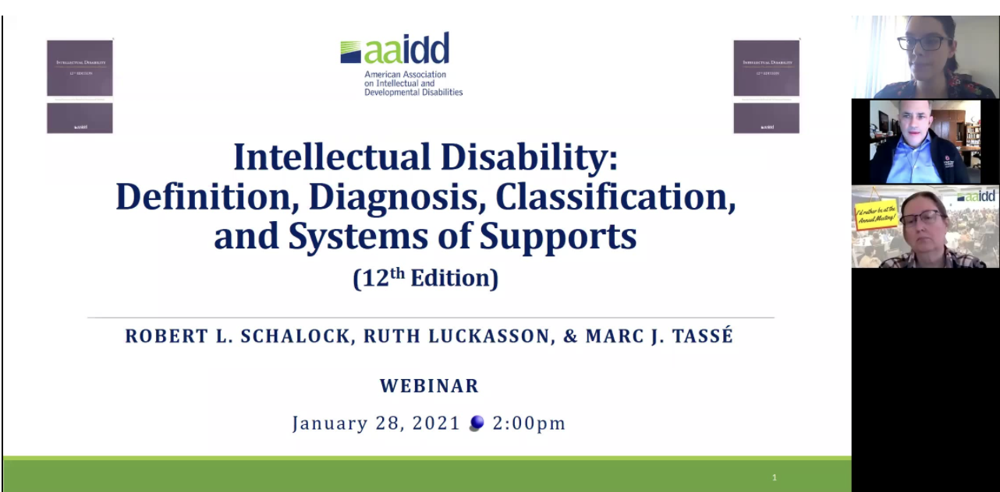 aaidd
American Association
on Intellectual and
Developmental Disabilities
INTELLECTUAL DISABILITY
12TH EDITION
aaidd
INTELLECTUAL DISABILITY
12TH EDITION
aaidd
Intellectual Disability:
Definition, Diagnosis, Classification,
and Systems of Supports
(12th Edition)
ROBERT L. SCHALOCK, RUTH LUCKASSON, & MARC J. TASSÉ
WEBINAR
January 28, 2021 2:00pm
1
aaidd
I'd rather be at the
Annual Meeting!